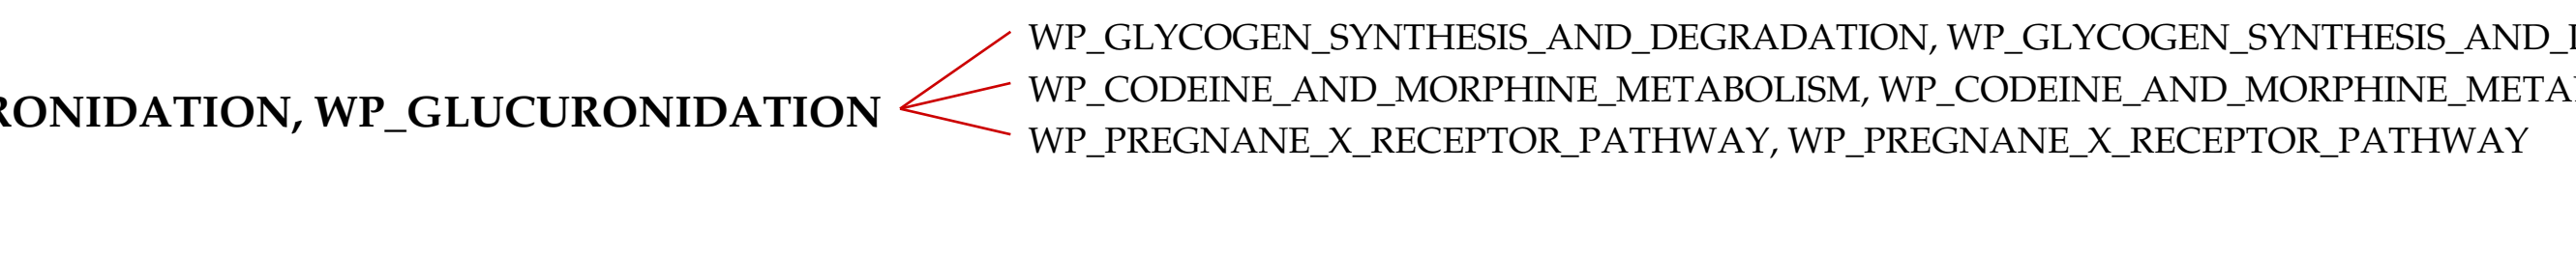 WP_GLYCOGEN_SYNTHESIS_AND_DEGRADATION, WP_GLYCOGEN_SYNTHESIS_AND_
WP_CODEINE_AND_MORPHINE_METABOLISM, WP_CODEINE_AND_MORPHINE_META
RONIDATION, WP_GLUCURONIDATION
WP_PREGNANE_X_RECEPTOR_PATHWAY, WP_PREGNANE_X_RECEPTOR_PATHWAY